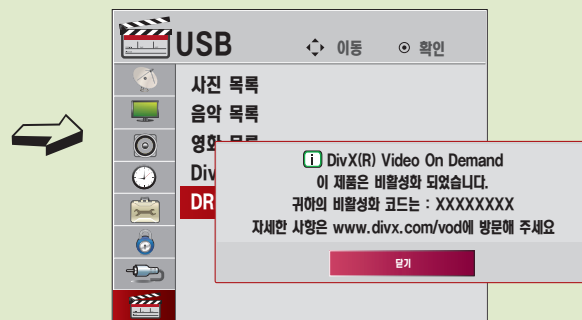 USB 이동 확인
사진 목록
음악 목록
영화
Div
DR
i DivX(R) Video On Demand
이 제품은 비활성화 되었습니다.
귀하의 비활성화 코드는 : XXXXXXXX
자세한 사항은 www.divx.com/vod에 방문해 주세요
닫기